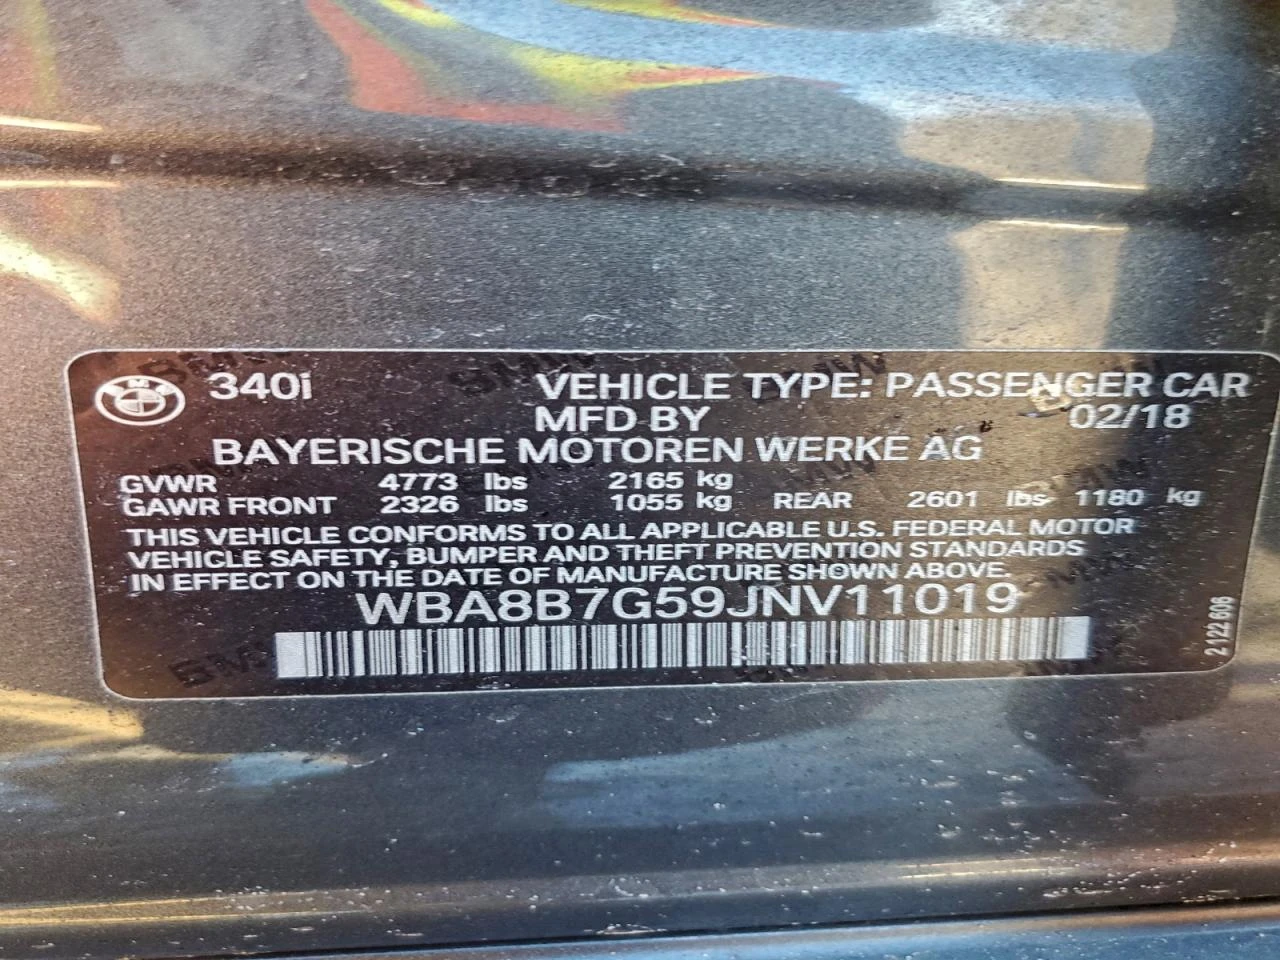 BMW 340i VEHICLE TYPE: PASSENGER CAR
MFD BY 02/18
BAYERISCHE MOTOREN WERKE AG
GVWR 4773 lbs 2165 kg
GAWR FRONT 2326 lbs 1055 kg REAR 2601 lbs 1180 kg
THIS VEHICLE CONFORMS TO ALL APPLICABLE U.S. FEDERAL MOTOR
VEHICLE SAFETY, BUMPER AND THEFT PREVENTION STANDARDS
IN EFFECT ON THE DATE OF MANUFACTURE SHOWN ABOVE.
WBA8B7G59JNV11019
2 122 606